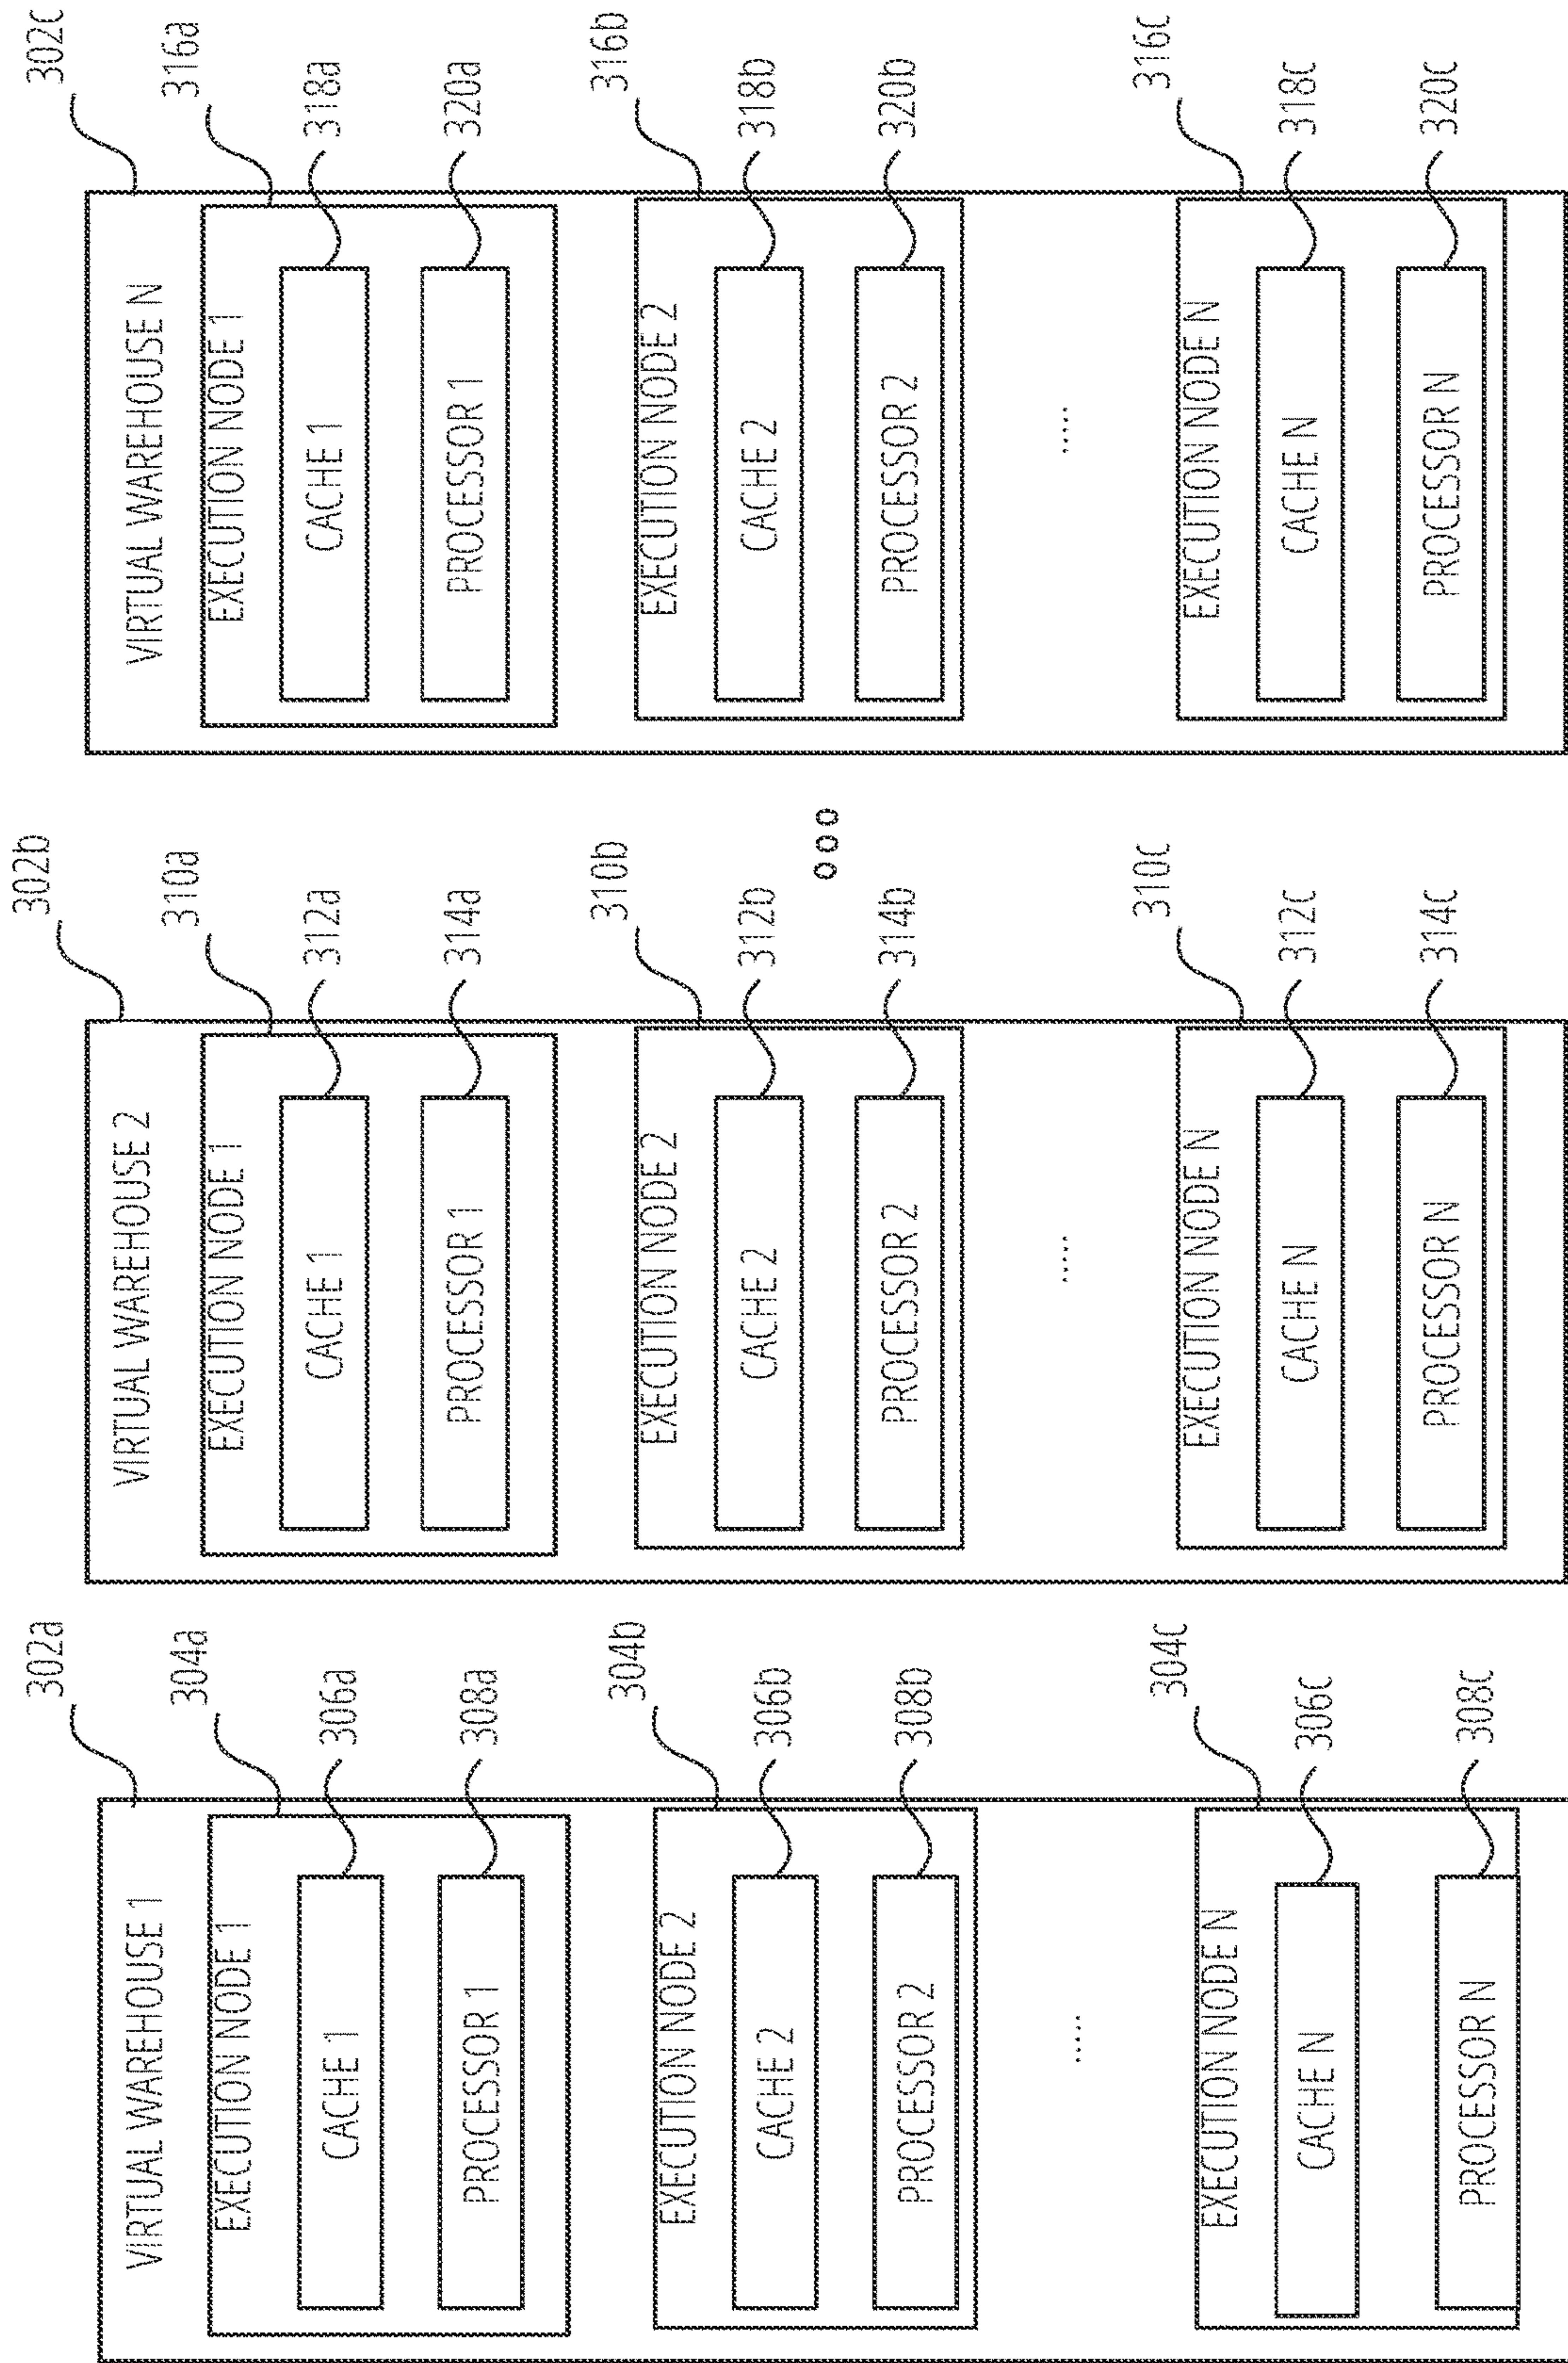 302a
VIRTUAL WAREHOUSE 1
304a
EXECUTION NODE 1
306a
CACHE 1
308a
PROCESSOR 1
304b
EXECUTION NODE 2
306b
CACHE 2
308b
PROCESSOR 2
.....
304c
EXECUTION NODE N
306c
CACHE N
308c
PROCESSOR N
302b
VIRTUAL WAREHOUSE 2
310a
EXECUTION NODE 1
312a
CACHE 1
314a
PROCESSOR 1
310b
EXECUTION NODE 2
312b
CACHE 2
314b
PROCESSOR 2
.....
310c
EXECUTION NODE N
312c
CACHE N
314c
PROCESSOR N
302c
VIRTUAL WAREHOUSE N
316a
EXECUTION NODE 1
318a
CACHE 1
320a
PROCESSOR 1
316b
EXECUTION NODE 2
318b
CACHE 2
320b
PROCESSOR 2
.....
316c
EXECUTION NODE N
318c
CACHE N
320c
PROCESSOR N